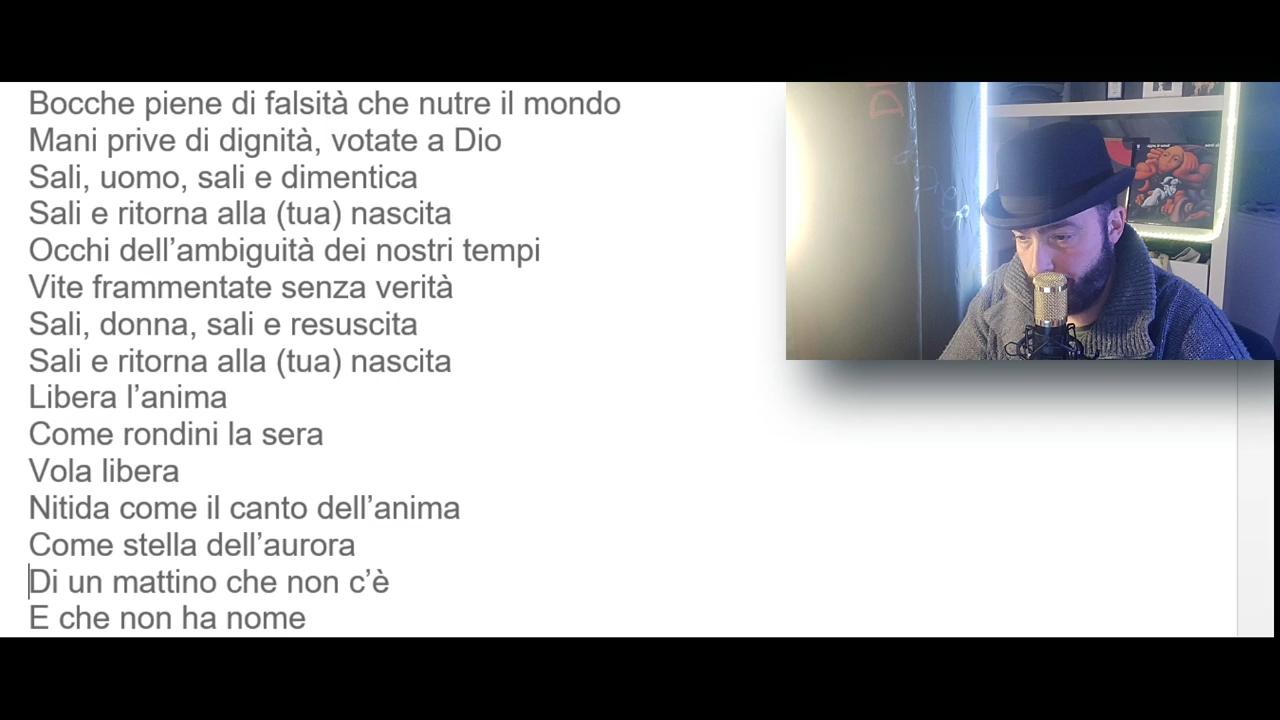 Bocche piene di falsità che nutre il mondo
Mani prive di dignità, votate a Dio
Sali, uomo, sali e dimentica
Sali e ritorna alla (tua) nascita
Occhi dell’ambiguità dei nostri tempi
Vite frammentate senza verità
Sali, donna, sali e resuscita
Sali e ritorna alla (tua) nascita
Libera l’anima
Come rondini la sera
Vola libera
Nitida come il canto dell’anima
Come stella dell’aurora
Di un mattino che non c’è
E che non ha nome